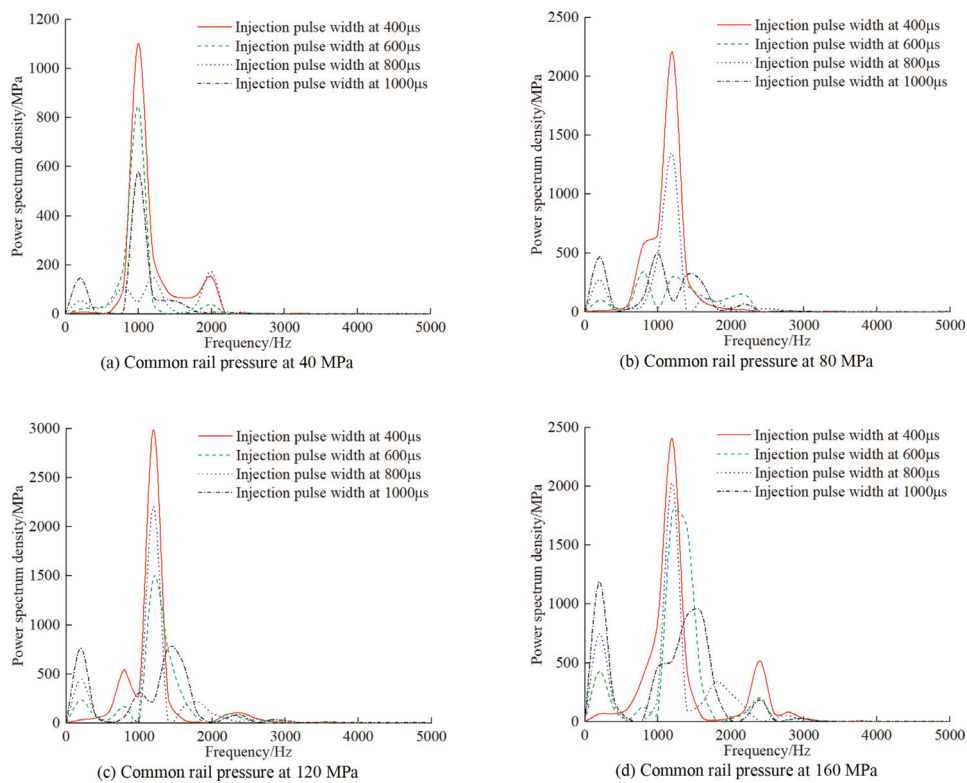 1200
1000
800
600
400
200
0
Power spectrum density/MPa
Injection pulse width at 400μs
Injection pulse width at 600μs
Injection pulse width at 800μs
Injection pulse width at 1000μs
0 1000 2000 3000 4000 5000
Frequency/Hz
(a) Common rail pressure at 40 MPa
2500
2000
1500
1000
500
0
Power spectrum density/MPa
Injection pulse width at 400μs
Injection pulse width at 600μs
Injection pulse width at 800μs
Injection pulse width at 1000μs
0 1000 2000 3000 4000 5000
Frequency/Hz
(b) Common rail pressure at 80 MPa
3000
2500
2000
1500
1000
500
0
Power spectrum density/MPa
Injection pulse width at 400μs
Injection pulse width at 600μs
Injection pulse width at 800μs
Injection pulse width at 1000μs
0 1000 2000 3000 4000 5000
Frequency/Hz
(c) Common rail pressure at 120 MPa
2500
2000
1500
1000
500
0
Power spectrum density/MPa
Injection pulse width at 400μs
Injection pulse width at 600μs
Injection pulse width at 800μs
Injection pulse width at 1000μs
0 1000 2000 3000 4000 5000
Frequency/Hz
(d) Common rail pressure at 160 MPa